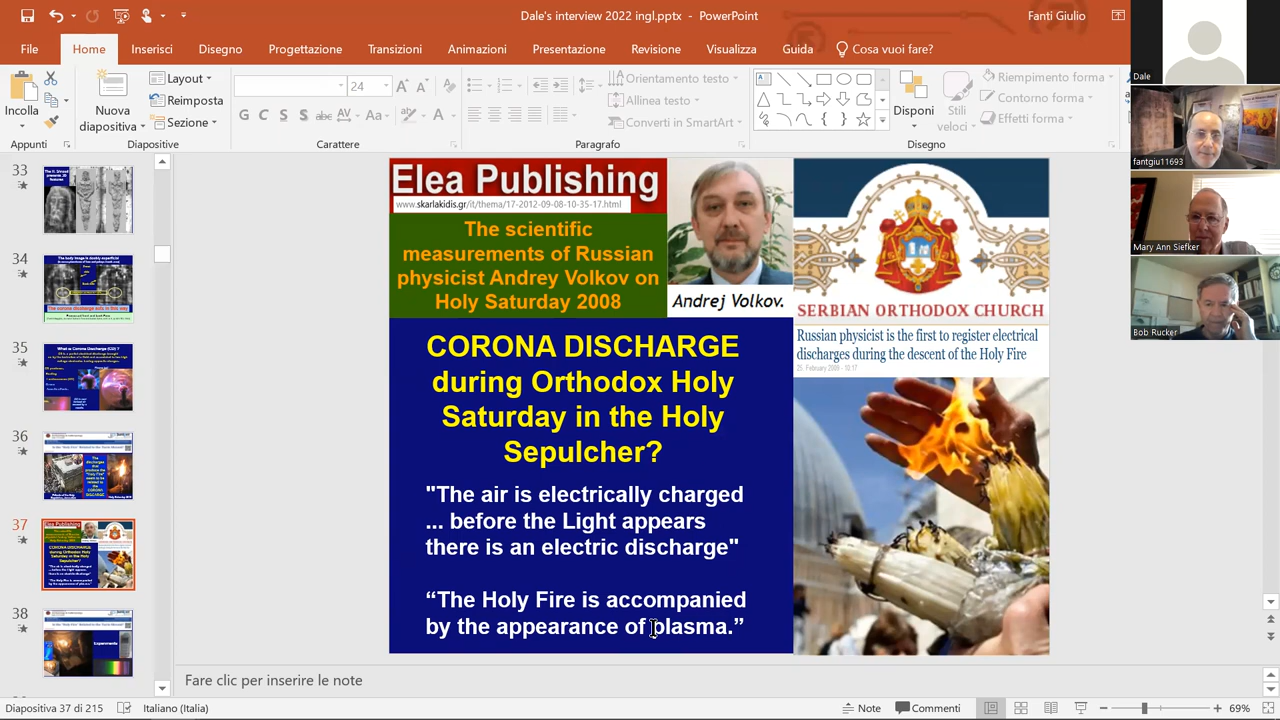 Dale's interview 2022 ingl.pptx - PowerPoint
Fanti Giulio
File
Home
Inserisci
Disegno
Progettazione
Transizioni
Animazioni
Presentazione
Revisione
Visualizza
Guida
Cosa vuoi fare?
Incolla
Appunti
Nuova
diapositiva
Layout
Reimposta
Sezione
Diapositive
24
G C S S abc AV Aa
A
Carattere
Orientamento testo
Allinea testo
Converti in SmartArt
Paragrafo
Disponi
Stili
veloci
Riempimento forma
Contorno forma
Effetti forma
Disegno
Dale
fantgiu11693
Mary Ann Siefker
Bob Rucker
33
34
35
36
37
38
Elea Publishing
www.skarlakidis.gr/it/thema/17-2012-09-08-10-35-17.html
The scientific
measurements of Russian
physicist Andrey Volkov on
Holy Saturday 2008
Andrej Volkov.
CORONA DISCHARGE
during Orthodox Holy
Saturday in the Holy
Sepulcher?
"The air is electrically charged
... before the Light appears
there is an electric discharge"
“The Holy Fire is accompanied
by the appearance of plasma.”
ORTHODOX CHURCH
Russian physicist is the first to register electrical
discharges during the descent of the Holy Fire
25. February 2009 - 10:17
Fare clic per inserire le note
Diapositiva 37 di 215
Italiano (Italia)
Note
Commenti
69%